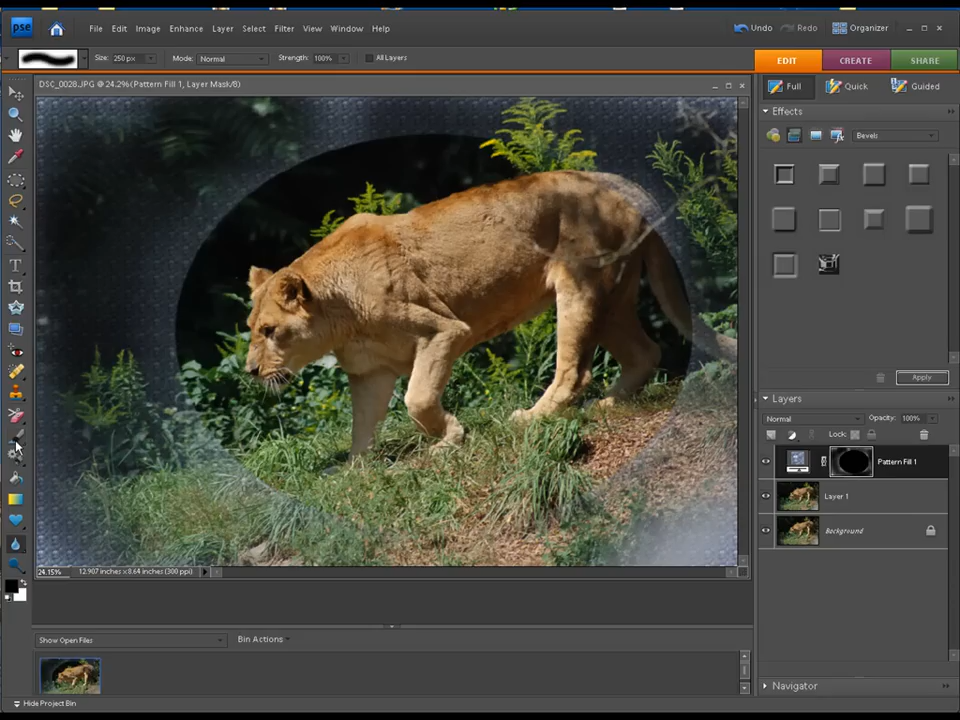 pse File Edit Image Enhance Layer Select Filter View Window Help Undo Redo Organizer
Size: 250 px Mode: Normal Strength: 100% All Layers EDIT CREATE SHARE
DSC_0028.JPG @ 24.2%(Pattern Fill 1, Layer Mask/8) Full Quick Guided
Effects
Bevels
T
Apply
Layers
Normal Opacity: 100%
Lock:
Pattern Fill 1
Layer 1
Background
24.15% 12.907 inches x 8.64 inches (300 ppi)
Show Open Files Bin Actions
Navigator
Hide Project Bin